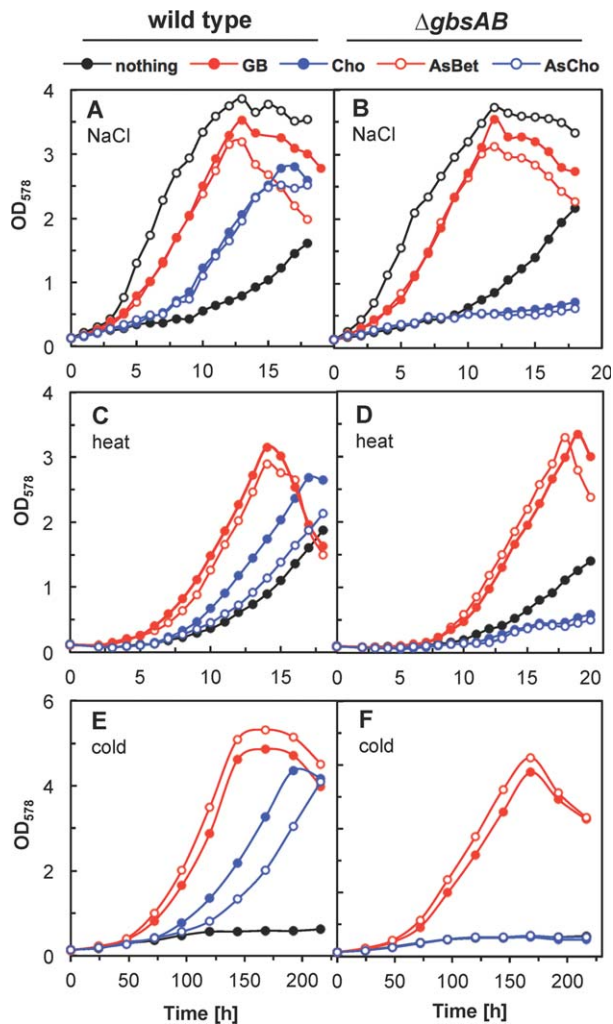 wild type ΔgbsAB
nothing GB Cho AsBet AsCho
A B
NaCl NaCl
OD578
4
3
2
1
0
0 5 10 15
0 5 10 15 20
C D
heat heat
OD578
4
3
2
1
0
0 5 10 15
0 5 10 15 20
E F
cold cold
OD578
6
4
2
0
0 50 100 150 200
0 50 100 150 200
Time [h] Time [h]